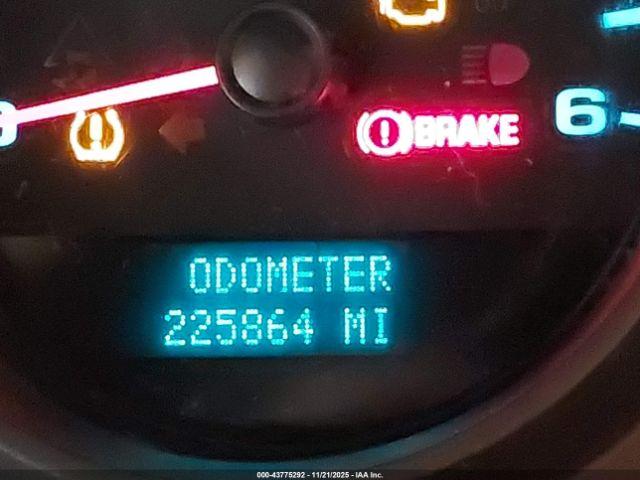 BRAKE
6
ODOMETER
225864 MI
000-43775292 - 11/21/2025 - IAA Inc.